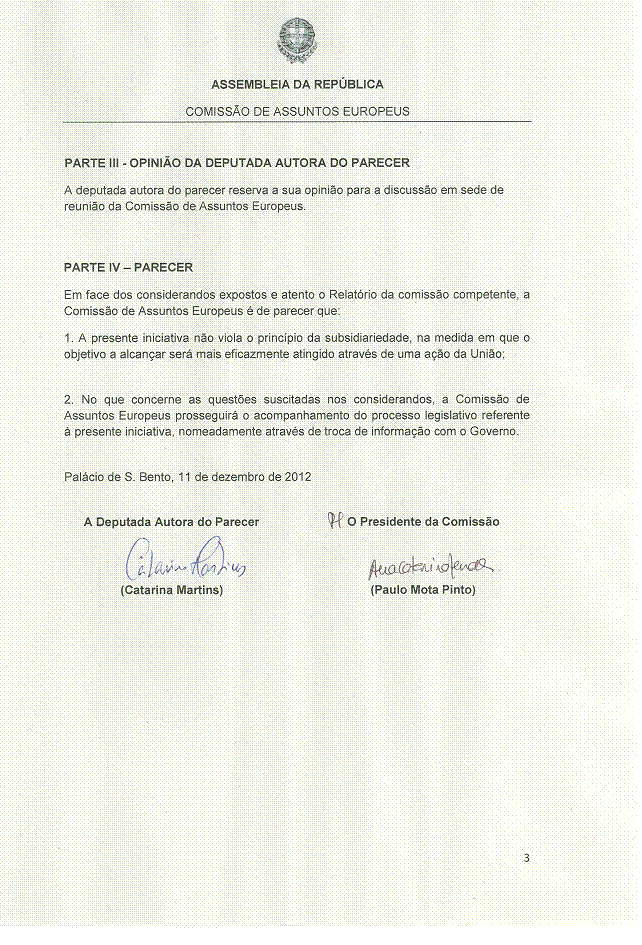 ASSEMBLEIA DA REPÚBLICA
COMISSÃO DE ASSUNTOS EUROPEUS
PARTE III - OPINIÃO DA DEPUTADA AUTORA DO PARECER
A deputada autora do parecer reserva a sua opinião para a discussão em sede de
reunião da Comissão de Assuntos Europeus.
PARTE IV – PARECER
Em face dos considerandos expostos e atento o Relatório da comissão competente, a
Comissão de Assuntos Europeus é de parecer que:
1. A presente iniciativa não viola o princípio da subsidiariedade, na medida em que o
objetivo a alcançar será mais eficazmente atingido através de uma ação da União;
2. No que concerne as questões suscitadas nos considerandos, a Comissão de
Assuntos Europeus prosseguirá o acompanhamento do processo legislativo referente
à presente iniciativa, nomeadamente através de troca de informação com o Governo.
Palácio de S. Bento, 11 de dezembro de 2012
A Deputada Autora do Parecer
Catarina Martins
(Catarina Martins)
O Presidente da Comissão
(Paulo Mota Pinto)
3